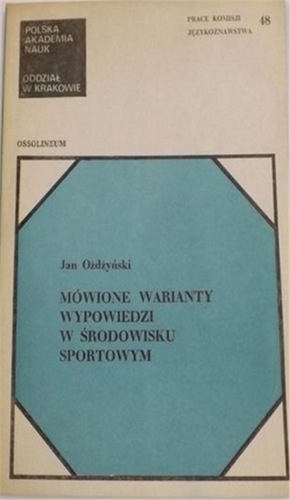 POLSKA
AKADEMIA
NAUK
ODDZIAŁ
W KRAKOWIE
PRACE KOMISJI 48
JĘZYKOZNAWSTWA
OSSOLINEUM
Jan Ożdżyński
MÓWIONE WARIANTY
WYPOWIEDZI
W ŚRODOWISKU
SPORTOWYM